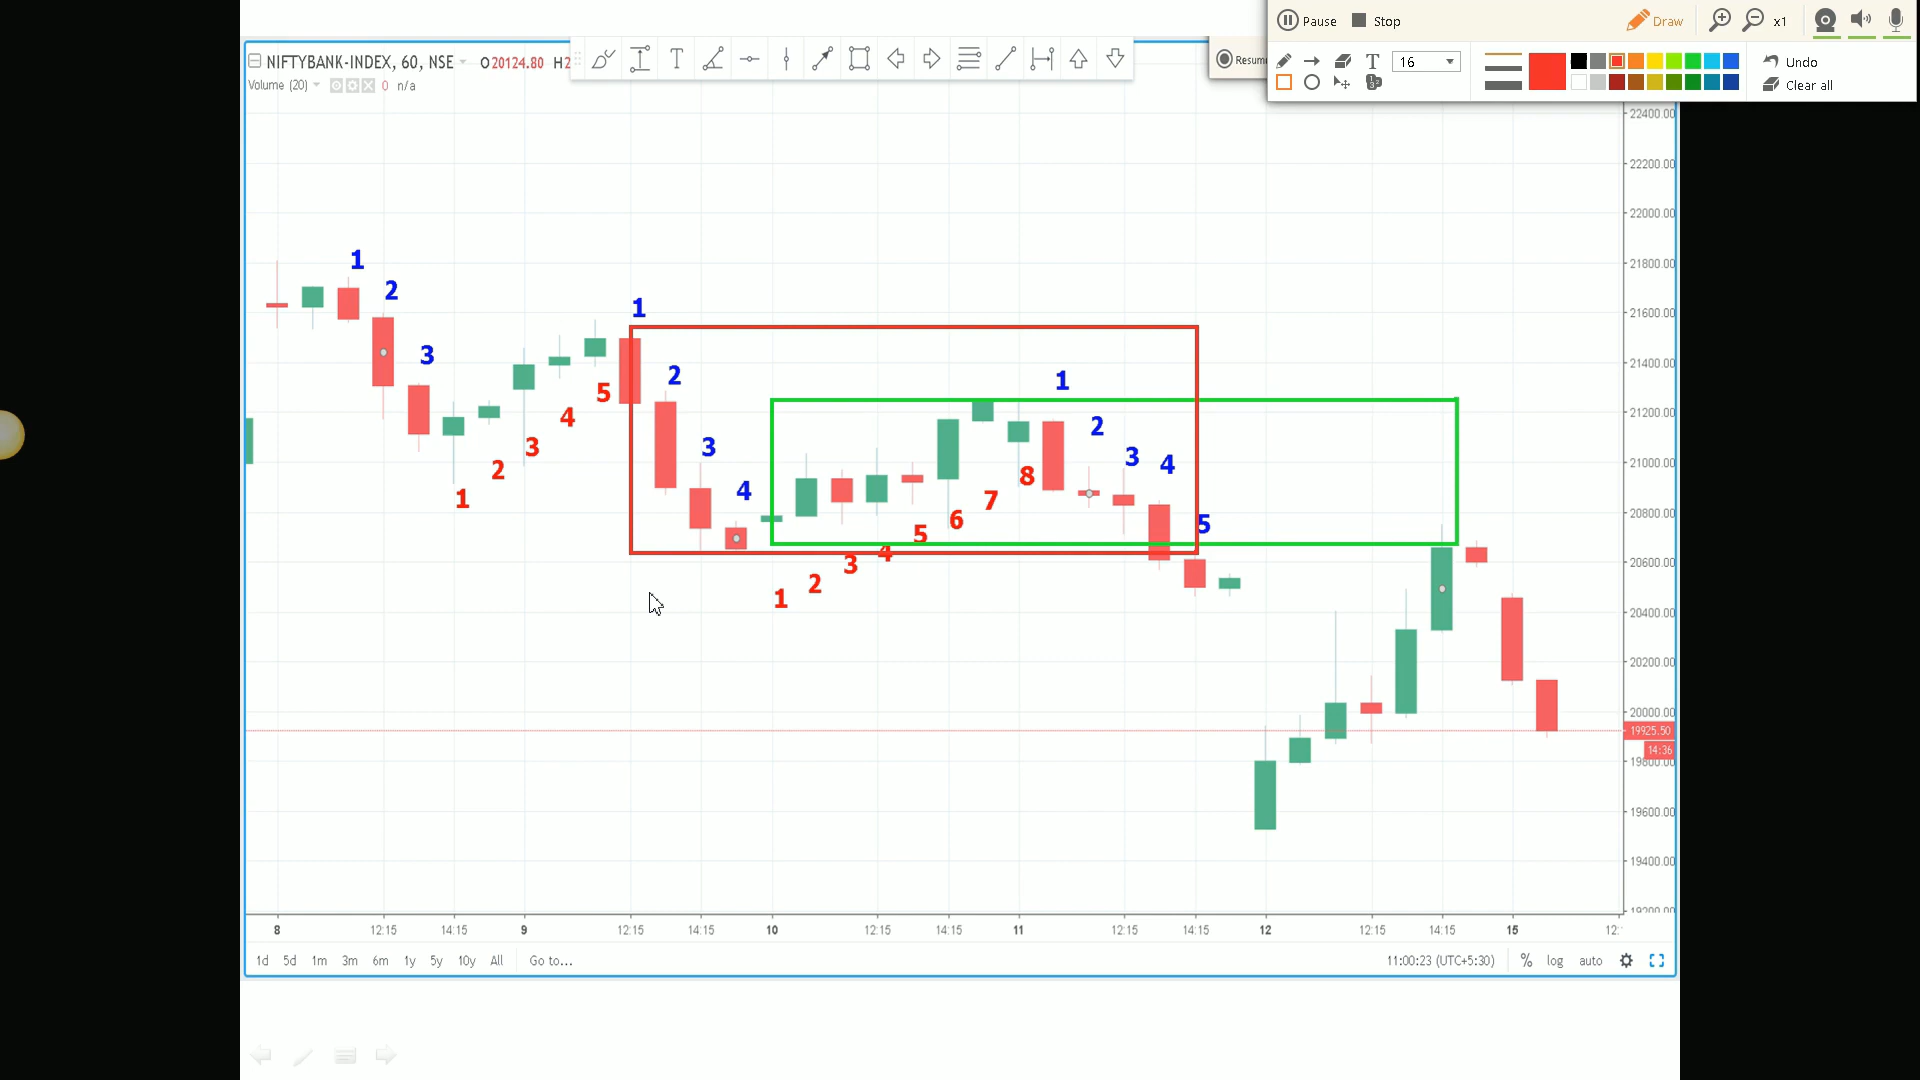 Pause Stop Draw x1
NIFTYBANK-INDEX, 60, NSE O20124.80 H2
Resum
T 16 Undo
Volume (20) 0 n/a
Clear all
22400.00
22200.00
22000.00
21800.00
21600.00
21400.00
21200.00
21000.00
20800.00
20600.00
20400.00
20200.00
20000.00
19925.50
14:36
19800.00
19600.00
19400.00
19200.00
1 2 3
1 2 3 4 5
1 2 3 4
1 2 3 4 5 6 7 8
1 2 3 4 5
8 12:15 14:15 9 12:15 14:15 10 12:15 14:15 11 12:15 14:15 12 12:15 14:15 15 12:
1d 5d 1m 3m 6m 1y 5y 10y All Go to... 11:00:23 (UTC+5:30) % log auto